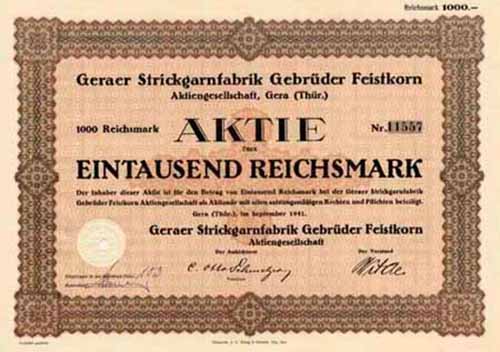 Reichsmark 1000.—
Geraer Strickgarnfabrik Gebrüder Feistkorn
Aktiengesellschaft, Gera (Thür.)
1000 Reichsmark AKTIE Nr. 11557
ÜBER
EINTAUSEND REICHSMARK
Der Inhaber dieser Aktie ist für den Betrag von Eintausend Reichsmark bei der Geraer Strickgarnfabrik
Gebrüder Feistkorn Aktiengesellschaft als Aktionär mit allen satzungsmäßigen Rechten und Pflichten beteiligt.
Gera (Thür.), im September 1941.
Geraer Strickgarnfabrik Gebrüder Feistkorn
Aktiengesellschaft
Der Aufsichtsrat Der Vorstand